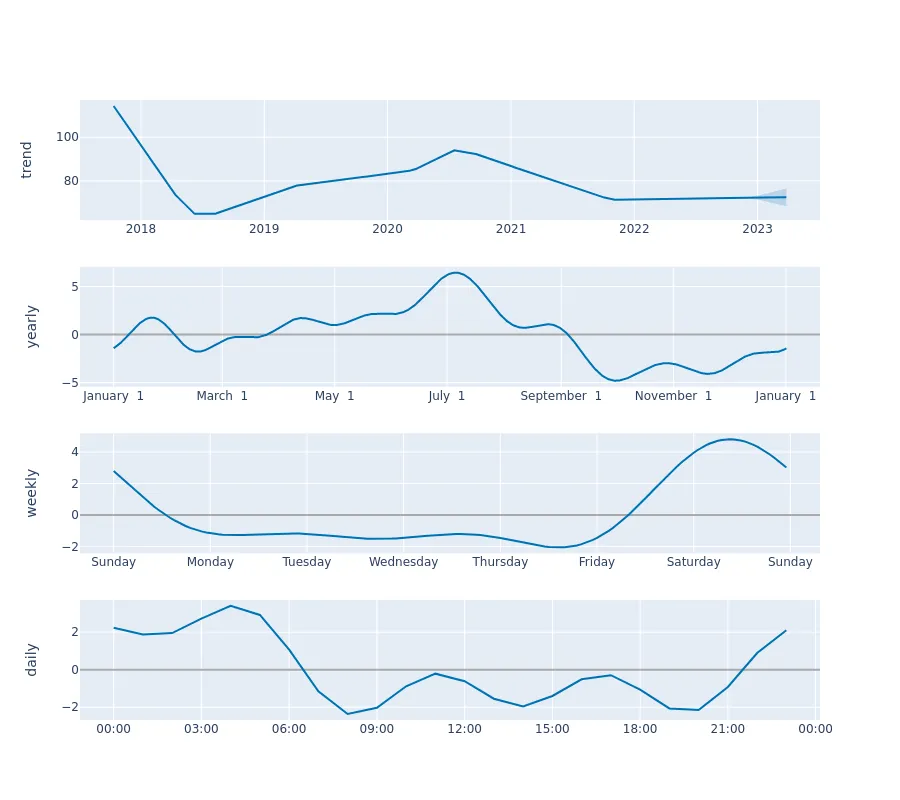 trend
100
80
2018 2019 2020 2021 2022 2023
yearly
5
0
−5
January 1 March 1 May 1 July 1 September 1 November 1 January 1
weekly
4
2
0
−2
Sunday Monday Tuesday Wednesday Thursday Friday Saturday Sunday
daily
2
0
−2
00:00 03:00 06:00 09:00 12:00 15:00 18:00 21:00 00:00